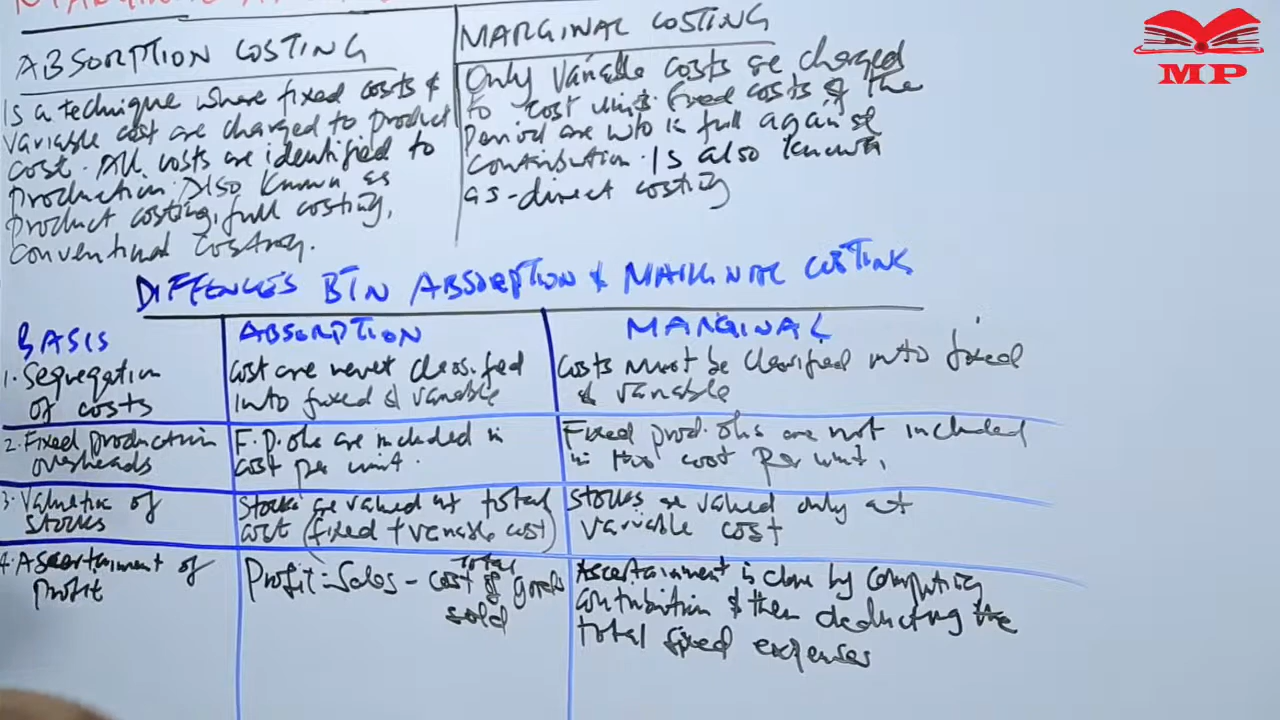 ABSORPTION COSTING
Is a technique where fixed costs &
variable cost are charged to product
cost. All costs are identified to
production. Also known as
product costing, full costing,
conventional costing.
MARGINAL COSTING
Only variable costs are charged
to cost units. Fixed costs of the
period are w/o in full against
contribution. Is also known
as direct costing
DIFFENCES BTN ABSORPTION & MARGINAL COSTING
BASIS
ABSORPTION
MARGINAL
1. Segregation
of costs
Cost are never classified
into fixed & variable
Costs must be classified into fixed
& variable
2. Fixed production
overheads
F.p. ohs are included in
cost per unit.
Fixed prod. ohs are not included
in the cost per unit.
3. Valuation of
stocks
Stocks are valued at total
cost (fixed + variable cost)
Stocks are valued only at
variable cost
4. Ascertainment of
profit
Profit = Sales - Total cost of goods
sold
Ascertainment is done by computing
contribution & then deducting the
total fixed expenses
MP